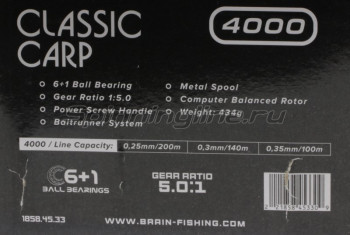 CLASSIC
CARP
4000
6+1 Ball Bearing
Gear Ratio 1:5.0
Power Screw Handle
Baitrunner System
Metal Spool
Computer Balanced Rotor
Weight: #34g
4000 / Line Capacity: 0,25mm/200m 0,3mm/140m 0,35mm/100m
6+1
BALL BEARINGS
GEAR RATIO
5.0:1
1858.45.33
WWW.BRAIN-FISHING.COM